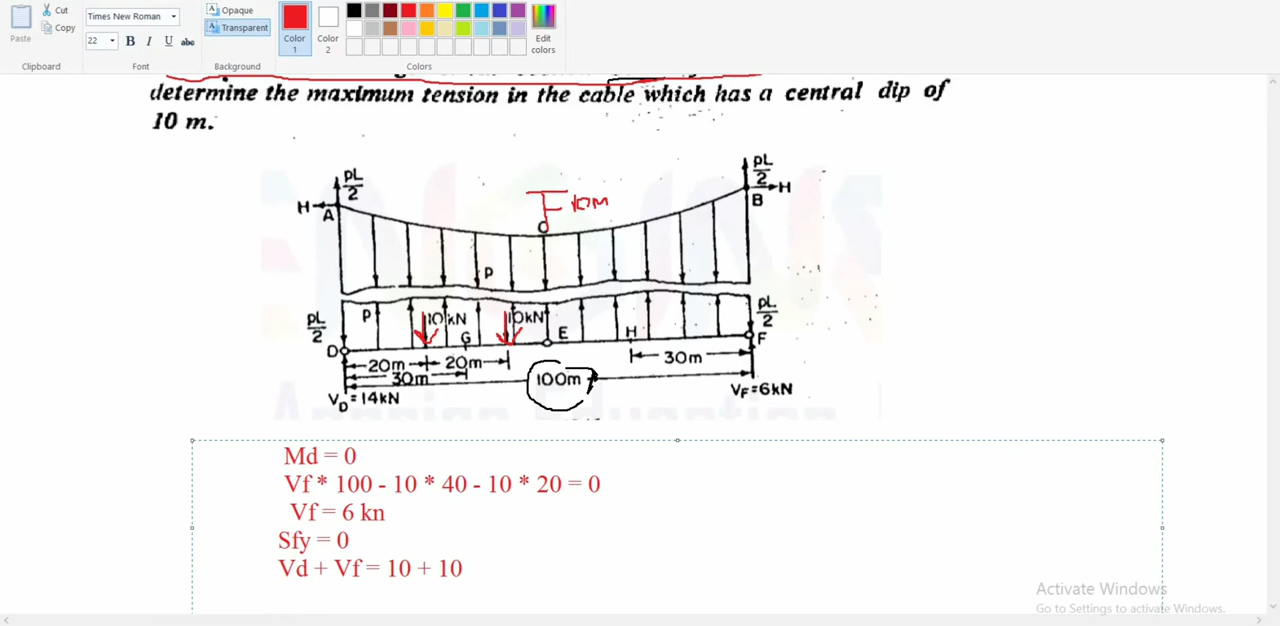 Cut
Copy
Paste
Clipboard
Times New Roman
22
B I U abc
Font
Opaque
Transparent
Background
Color
1
Color
2
Edit
colors
Colors
determine the maximum tension in the cable which has a central dip of
10 m.
pL
2
H
A
10M
pL
2
H
B
P
pL
2
P
10 kN
G
10kN
E
H
pL
2
D
F
20m
20m
30m
30m
100m
VD = 14kN
VF = 6kN
Md = 0
Vf * 100 - 10 * 40 - 10 * 20 = 0
Vf = 6 kn
Sfy = 0
Vd + Vf = 10 + 10
Activate Windows
Go to Settings to activate Windows.